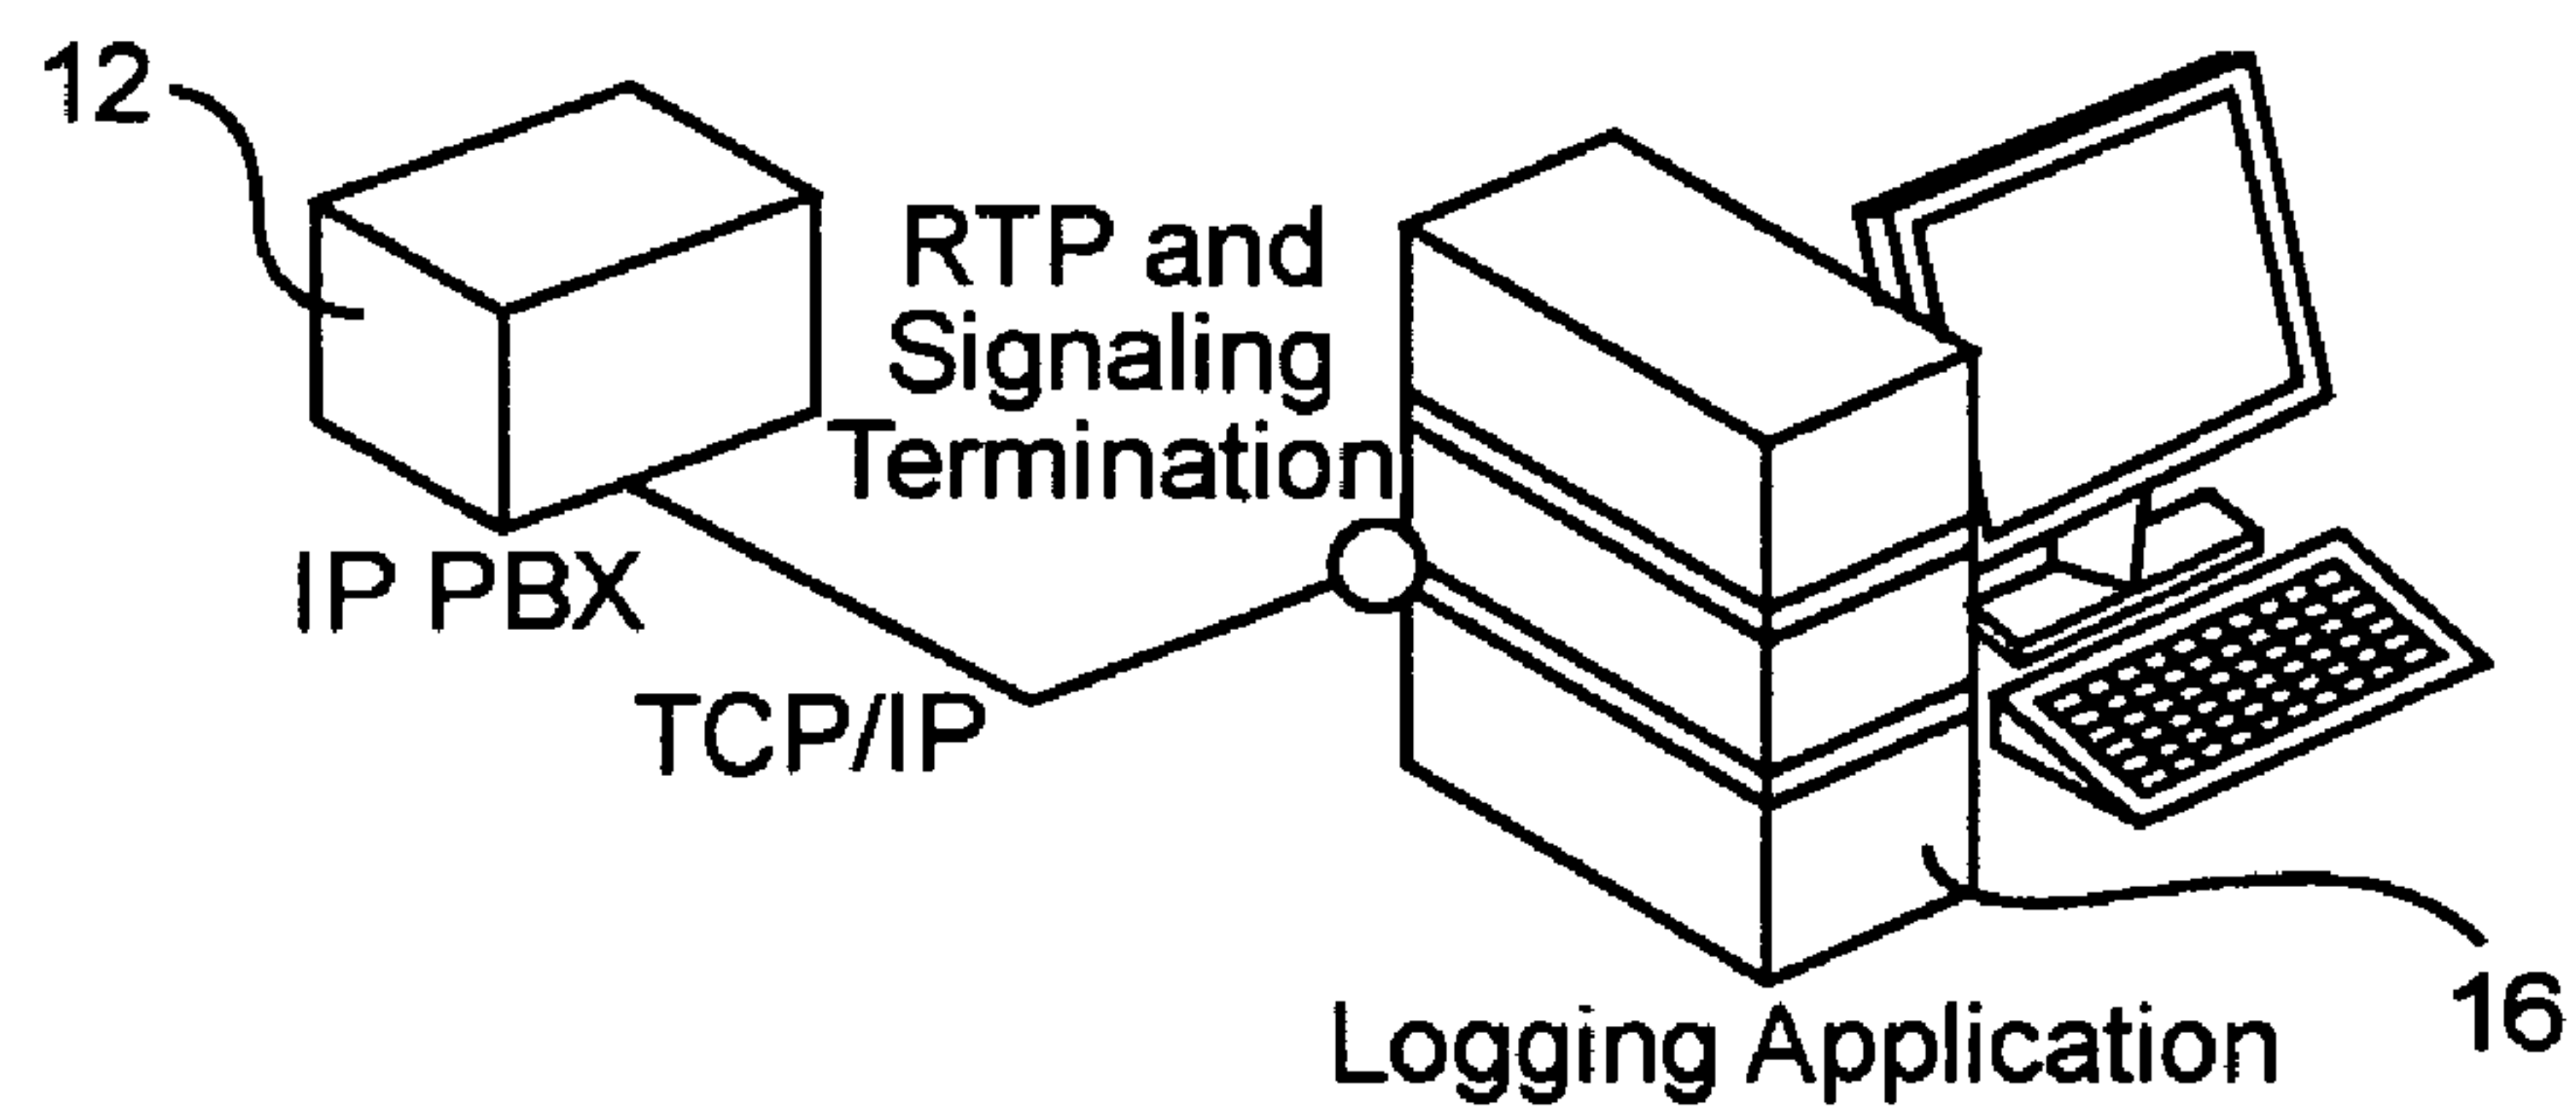 12
RTP and
Signaling
Termination
IP PBX
TCP/IP
16
Logging Application